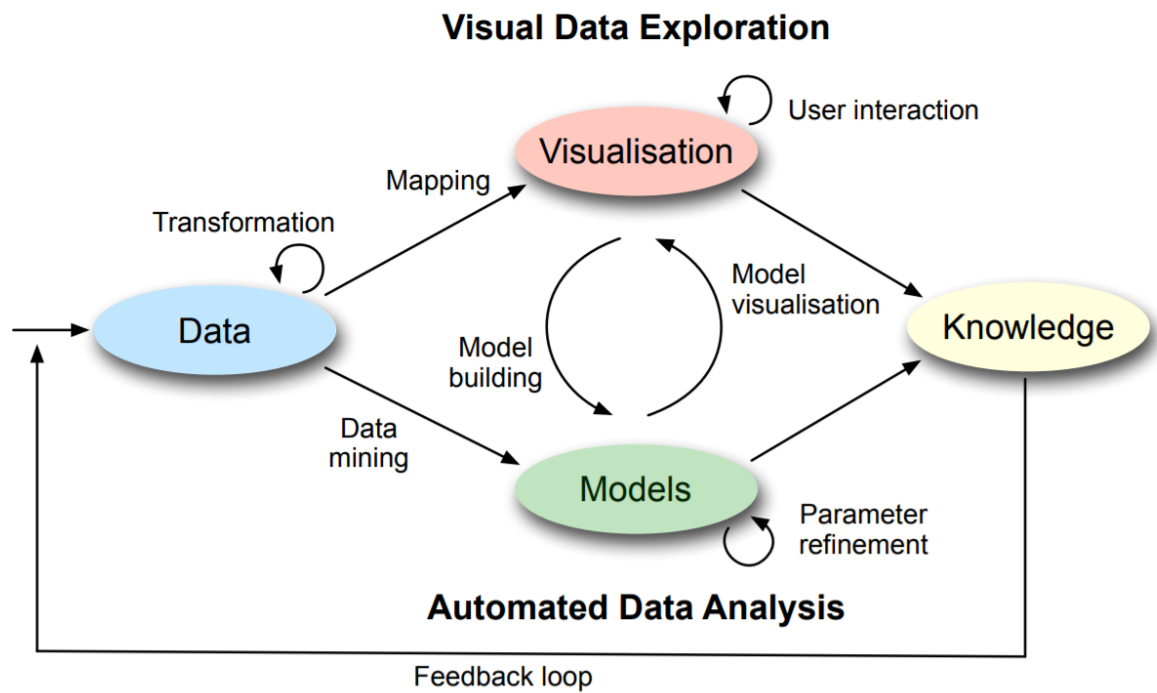 Visual Data Exploration
User interaction
Visualisation
Mapping
Transformation
Model
visualisation
Data
Knowledge
Model
building
Data
mining
Models
Parameter
refinement
Automated Data Analysis
Feedback loop